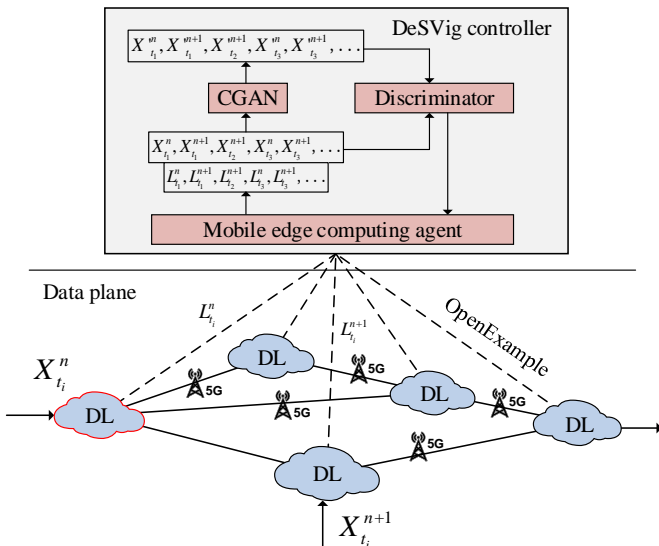 DeSVig controller
X'^n_{t_1}, X'^{n+1}_{t_1}, X'^{n+1}_{t_2}, X'^n_{t_3}, X'^{n+1}_{t_3}, ...
CGAN
Discriminator
X^n_{t_1}, X^{n+1}_{t_1}, X^{n+1}_{t_2}, X^n_{t_3}, X^{n+1}_{t_3}, ...
L^n_{t_1}, L^{n+1}_{t_1}, L^{n+1}_{t_2}, L^n_{t_3}, L^{n+1}_{t_3}, ...
Mobile edge computing agent
Data plane
L^n_{t_i}
L^{n+1}_{t_i}
OpenExample
X^n_{t_i}
DL
5G
5G
DL
5G
5G
DL
DL
5G
DL
X^{n+1}_{t_i}